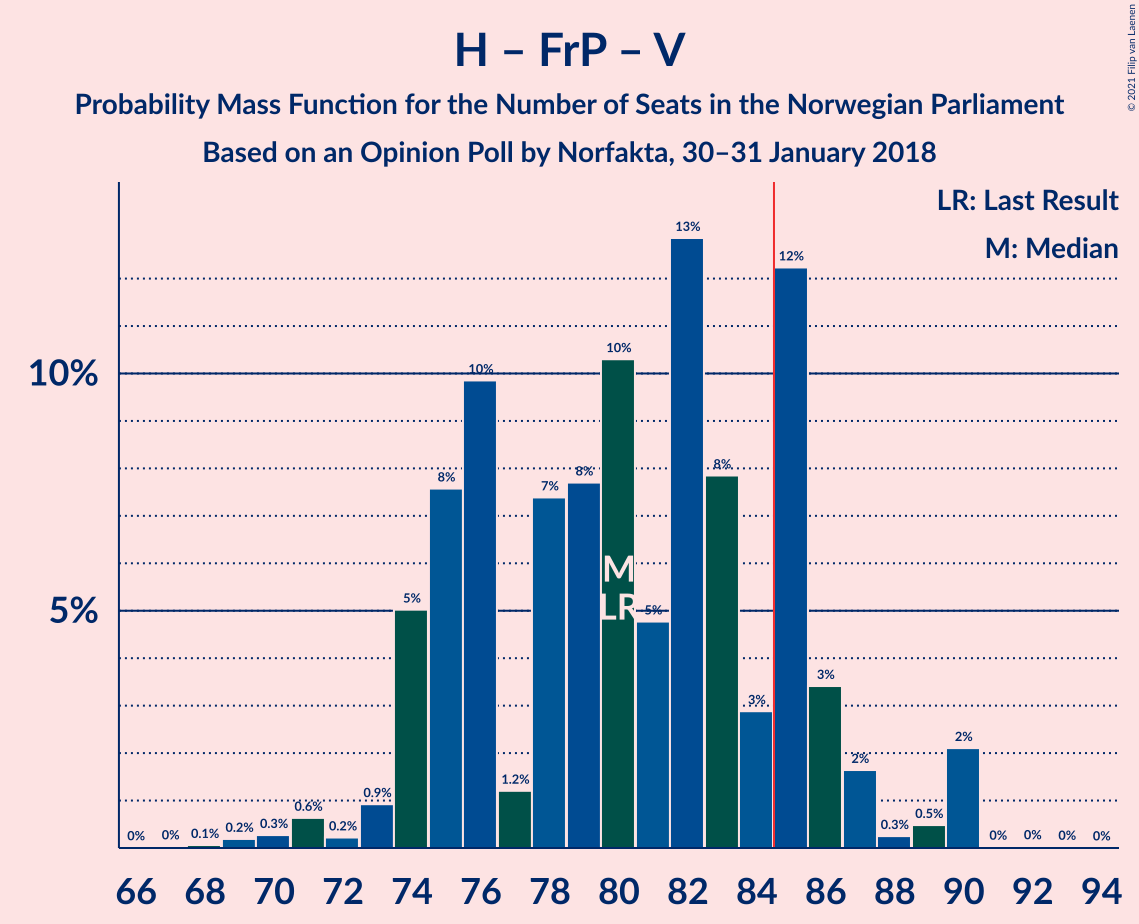 © 2021 Filip van Laenen
H – FrP – V
Probability Mass Function for the Number of Seats in the Norwegian Parliament
Based on an Opinion Poll by Norfakta, 30–31 January 2018
LR: Last Result
M: Median
10%
5%
0% 0% 0.1% 0.2% 0.3% 0.6% 0.2% 0.9% 5% 8% 10% 1.2% 7% 8% 10% 5% 13% 8% 3% 12% 3% 2% 0.3% 0.5% 2% 0% 0% 0% 0%
M
LR
66 68 70 72 74 76 78 80 82 84 86 88 90 92 94